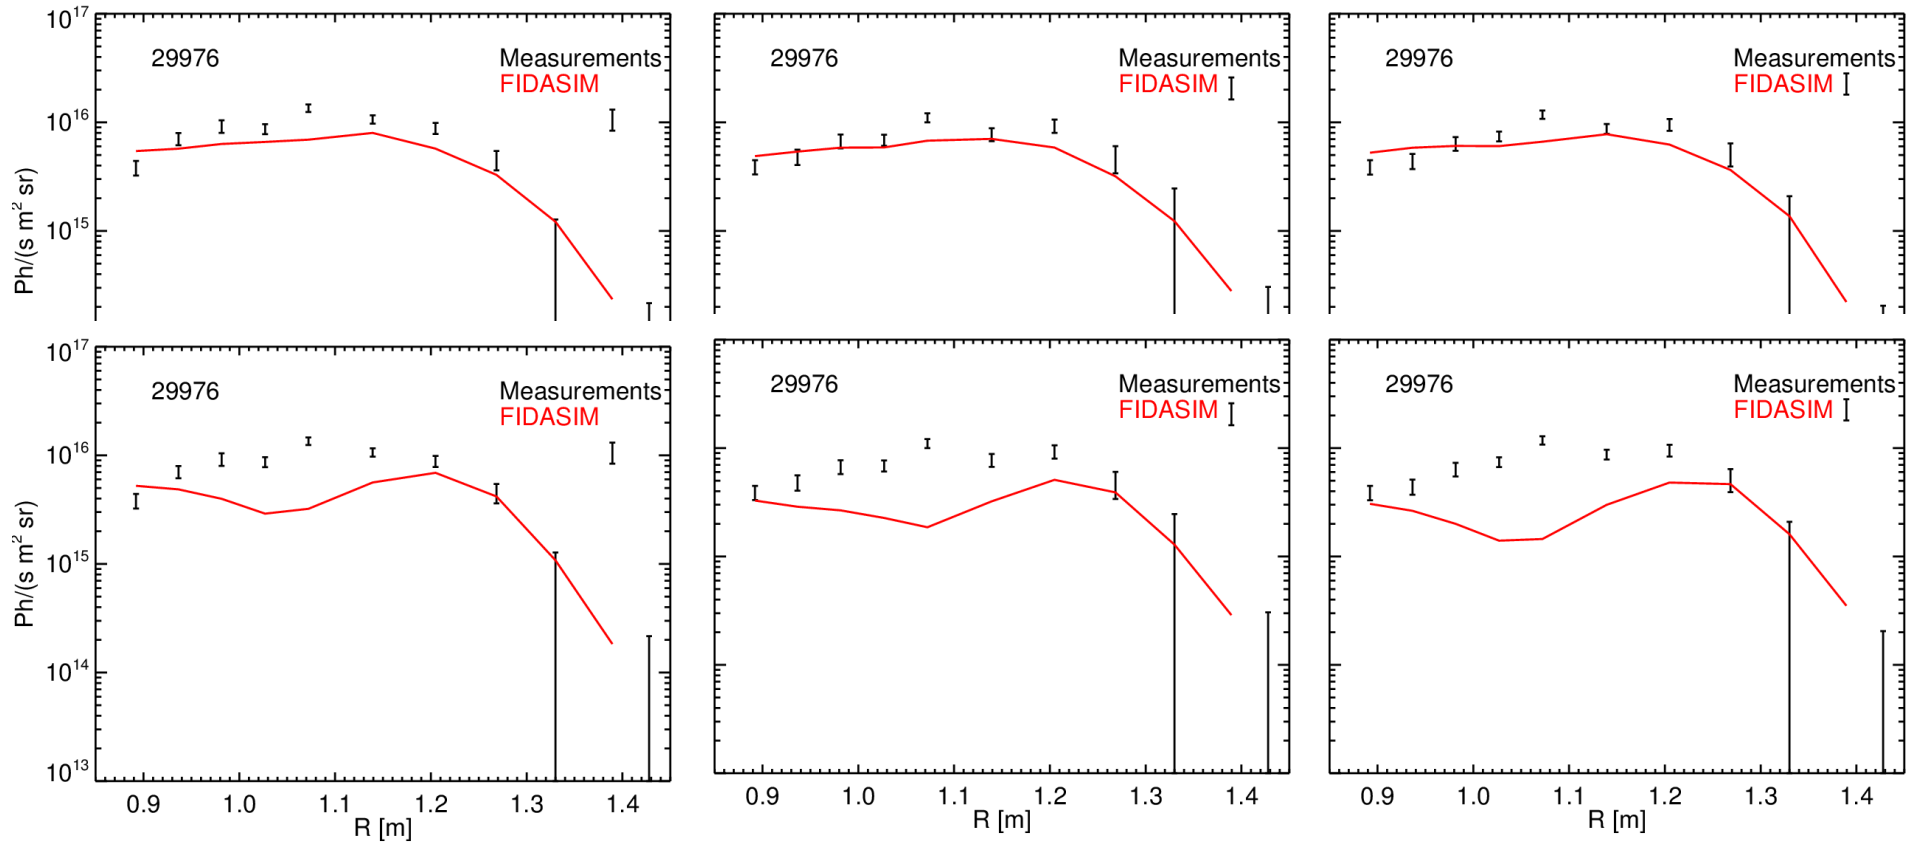 10^17
29976
Measurements
FIDASIM
10^16
10^15
Ph/(s m^2 sr)
29976
Measurements
FIDASIM
29976
Measurements
FIDASIM
10^17
29976
Measurements
FIDASIM
10^16
10^15
10^14
10^13
Ph/(s m^2 sr)
0.9 1.0 1.1 1.2 1.3 1.4
R [m]
29976
Measurements
FIDASIM
0.9 1.0 1.1 1.2 1.3 1.4
R [m]
29976
Measurements
FIDASIM
0.9 1.0 1.1 1.2 1.3 1.4
R [m]